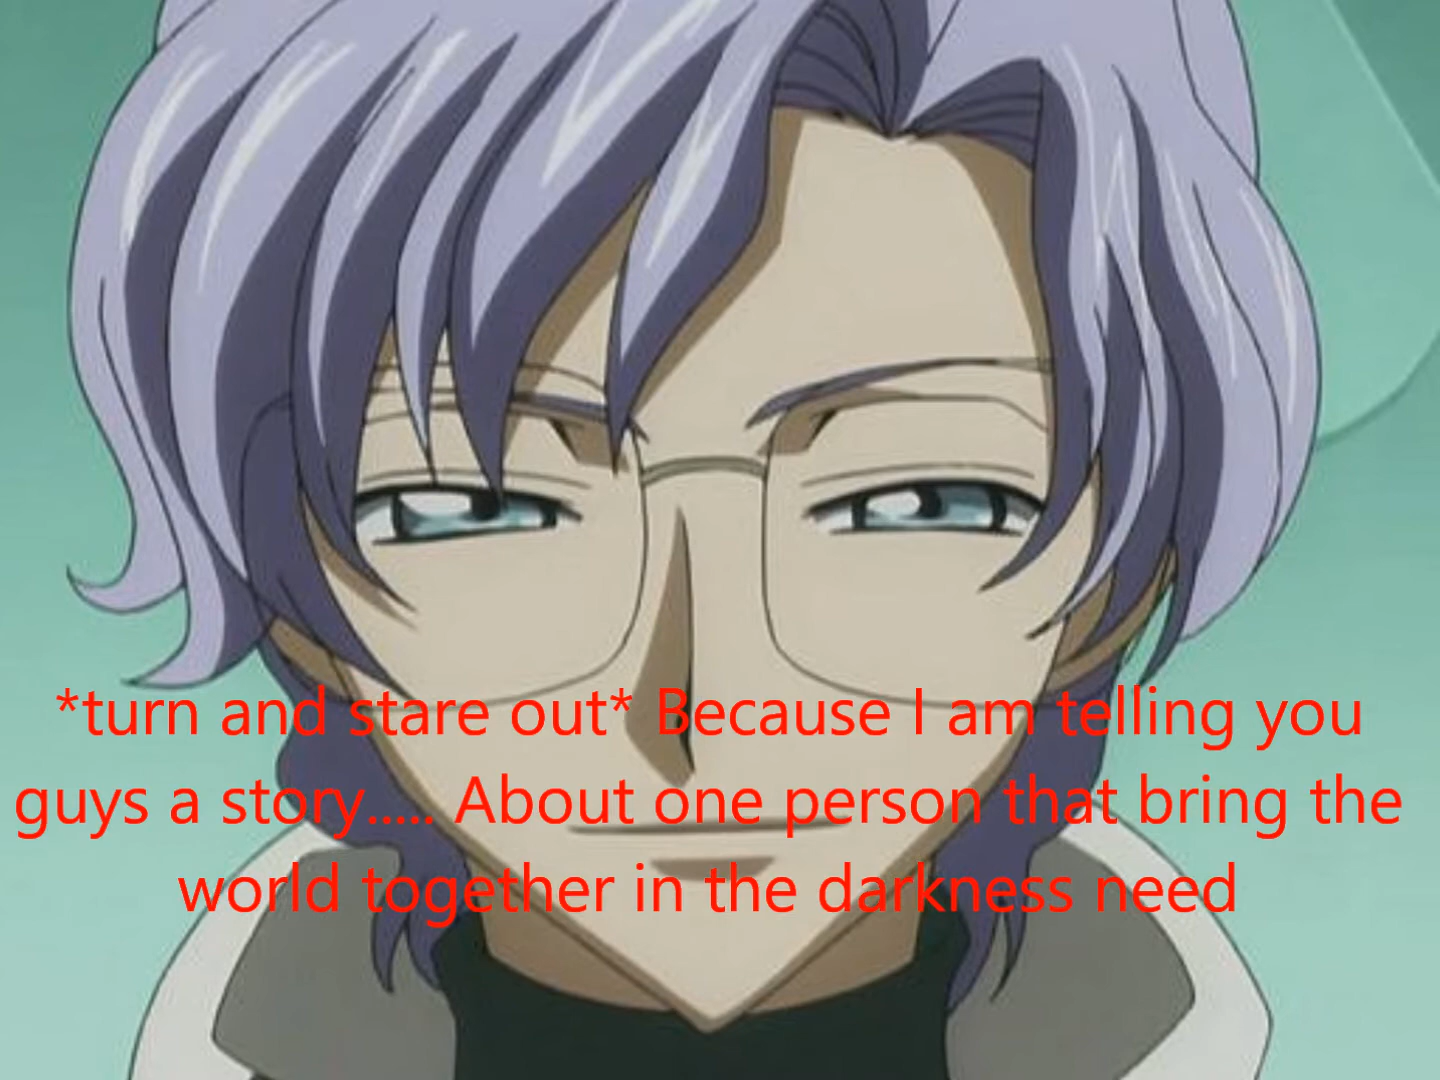 *turn and stare out* Because I am telling you
guys a story..... About one person that bring the
world together in the darkness need